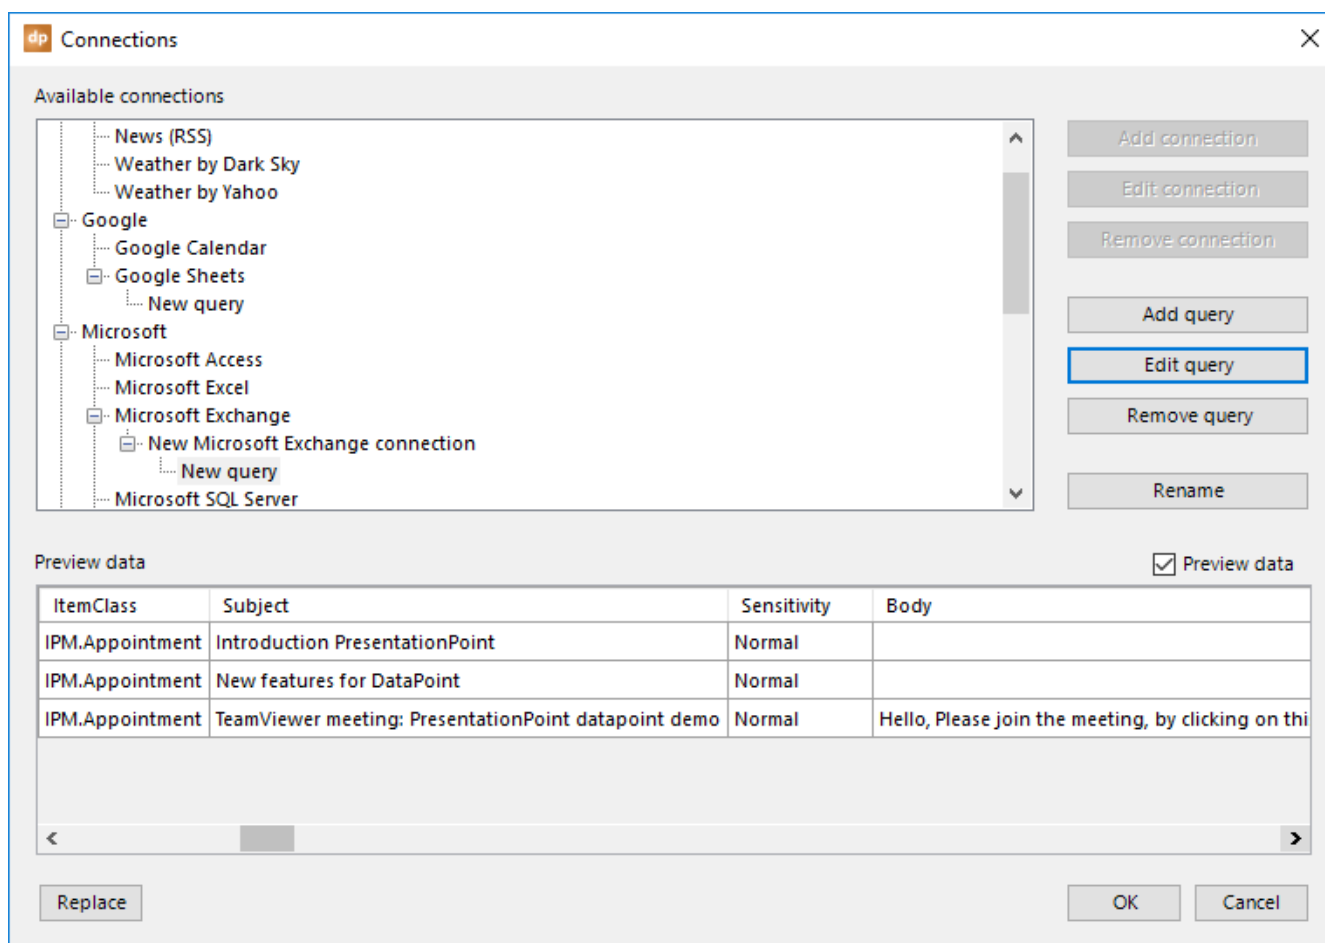 dp Connections
Available connections
News (RSS)
Weather by Dark Sky
Weather by Yahoo
Google
Google Calendar
Google Sheets
New query
Microsoft
Microsoft Access
Microsoft Excel
Microsoft Exchange
New Microsoft Exchange connection
New query
Microsoft SQL Server
Add connection
Edit connection
Remove connection
Add query
Edit query
Remove query
Rename
Preview data
Preview data
ItemClass Subject Sensitivity Body
IPM.Appointment Introduction PresentationPoint Normal
IPM.Appointment New features for DataPoint Normal
IPM.Appointment TeamViewer meeting: PresentationPoint datapoint demo Normal Hello, Please join the meeting, by clicking on thi
Replace OK Cancel